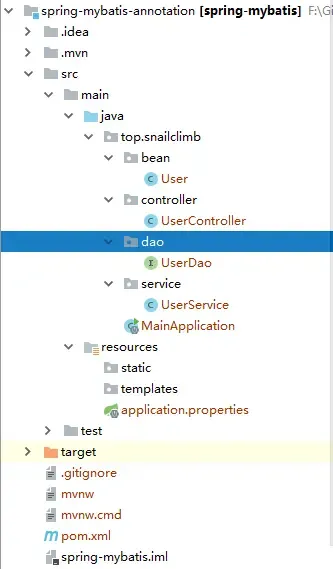 spring-mybatis-annotation [spring-mybatis] F:\Gi
.idea
.mvn
src
main
java
top.snailclimb
bean
C User
controller
C UserController
dao
I UserDao
service
C UserService
MainApplication
resources
static
templates
application.properties
test
target
.gitignore
mvnw
mvnw.cmd
pom.xml
spring-mybatis.iml